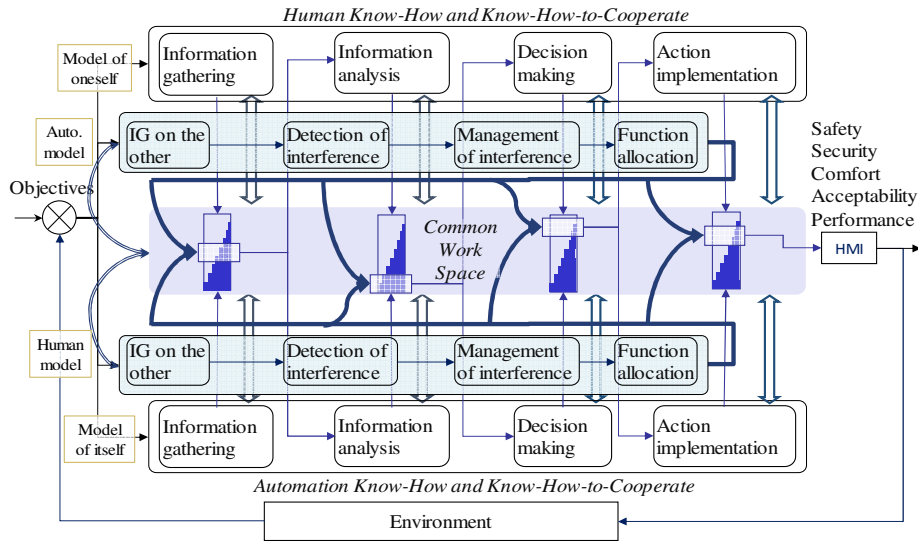 Human Know-How and Know-How-to-Cooperate
Model of
oneself
Information
gathering
Information
analysis
Decision
making
Action
implementation
Auto.
model
IG on the
other
Detection of
interference
Management
of interference
Function
allocation
Safety
Security
Comfort
Acceptability
Performance
Objectives
Common
Work
Space
HMI
Human
model
IG on the
other
Detection of
interference
Management
of interference
Function
allocation
Model
of itself
Information
gathering
Information
analysis
Decision
making
Action
implementation
Automation Know-How and Know-How-to-Cooperate
Environment